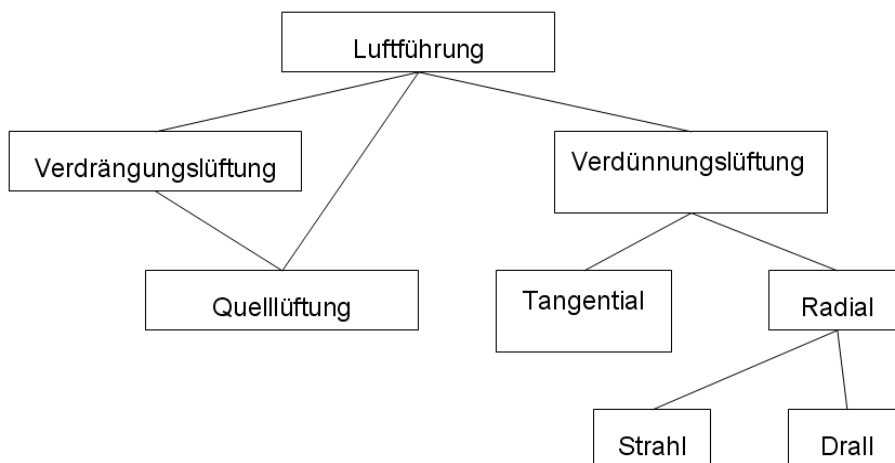 Luftführung
Verdrängungslüftung
Verdünnungslüftung
Quelllüftung
Tangential
Radial
Strahl
Drall